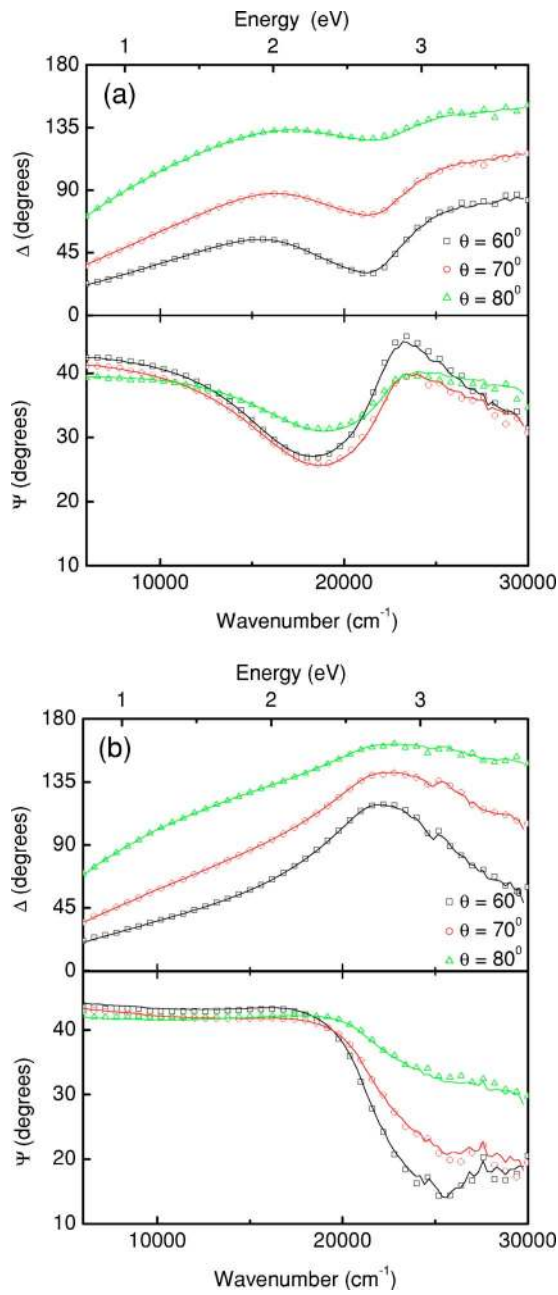 Energy (eV)
1 2 3
(a)
180
135
90
45
0
Δ (degrees)
θ = 60⁰
θ = 70⁰
θ = 80⁰
40
30
20
10
Ψ (degrees)
10000 20000 30000
Wavenumber (cm⁻¹)
Energy (eV)
1 2 3
(b)
180
135
90
45
0
Δ (degrees)
θ = 60⁰
θ = 70⁰
θ = 80⁰
40
30
20
10
Ψ (degrees)
10000 20000 30000
Wavenumber (cm⁻¹)